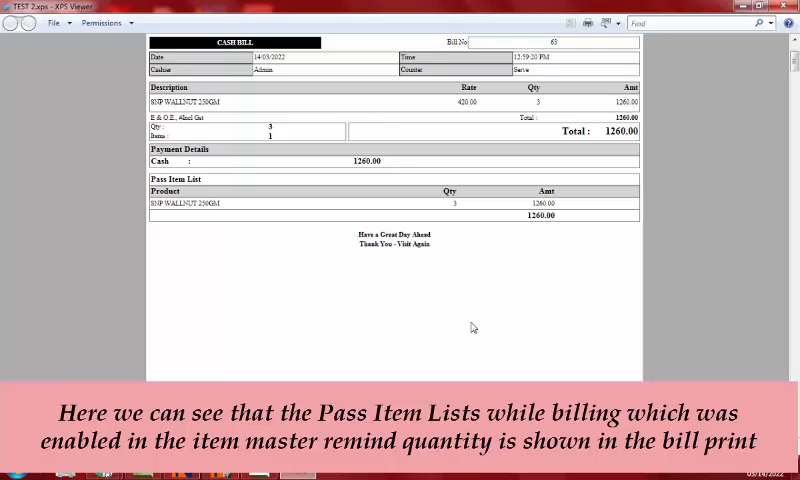 TEST 2.xps - XPS Viewer
File Permissions Find
CASH BILL Bill No 63
Date 14/03/2022 Time 12:59:20 PM
Cashier Admin Counter Serve
Description Rate Qty Amt
SNP WALLNUT 250GM 420.00 3 1260.00
E & O.E, #Incl Gst Total : 1260.00
Qty : 3
Items : 1
Total : 1260.00
Payment Details
Cash : 1260.00
Pass Item List
Product Qty Amt
SNP WALLNUT 250GM 3 1260.00
1260.00
Have a Great Day Ahead
Thank You - Visit Again
Here we can see that the Pass Item Lists while billing which was
enabled in the item master remind quantity is shown in the bill print
03/14/2022